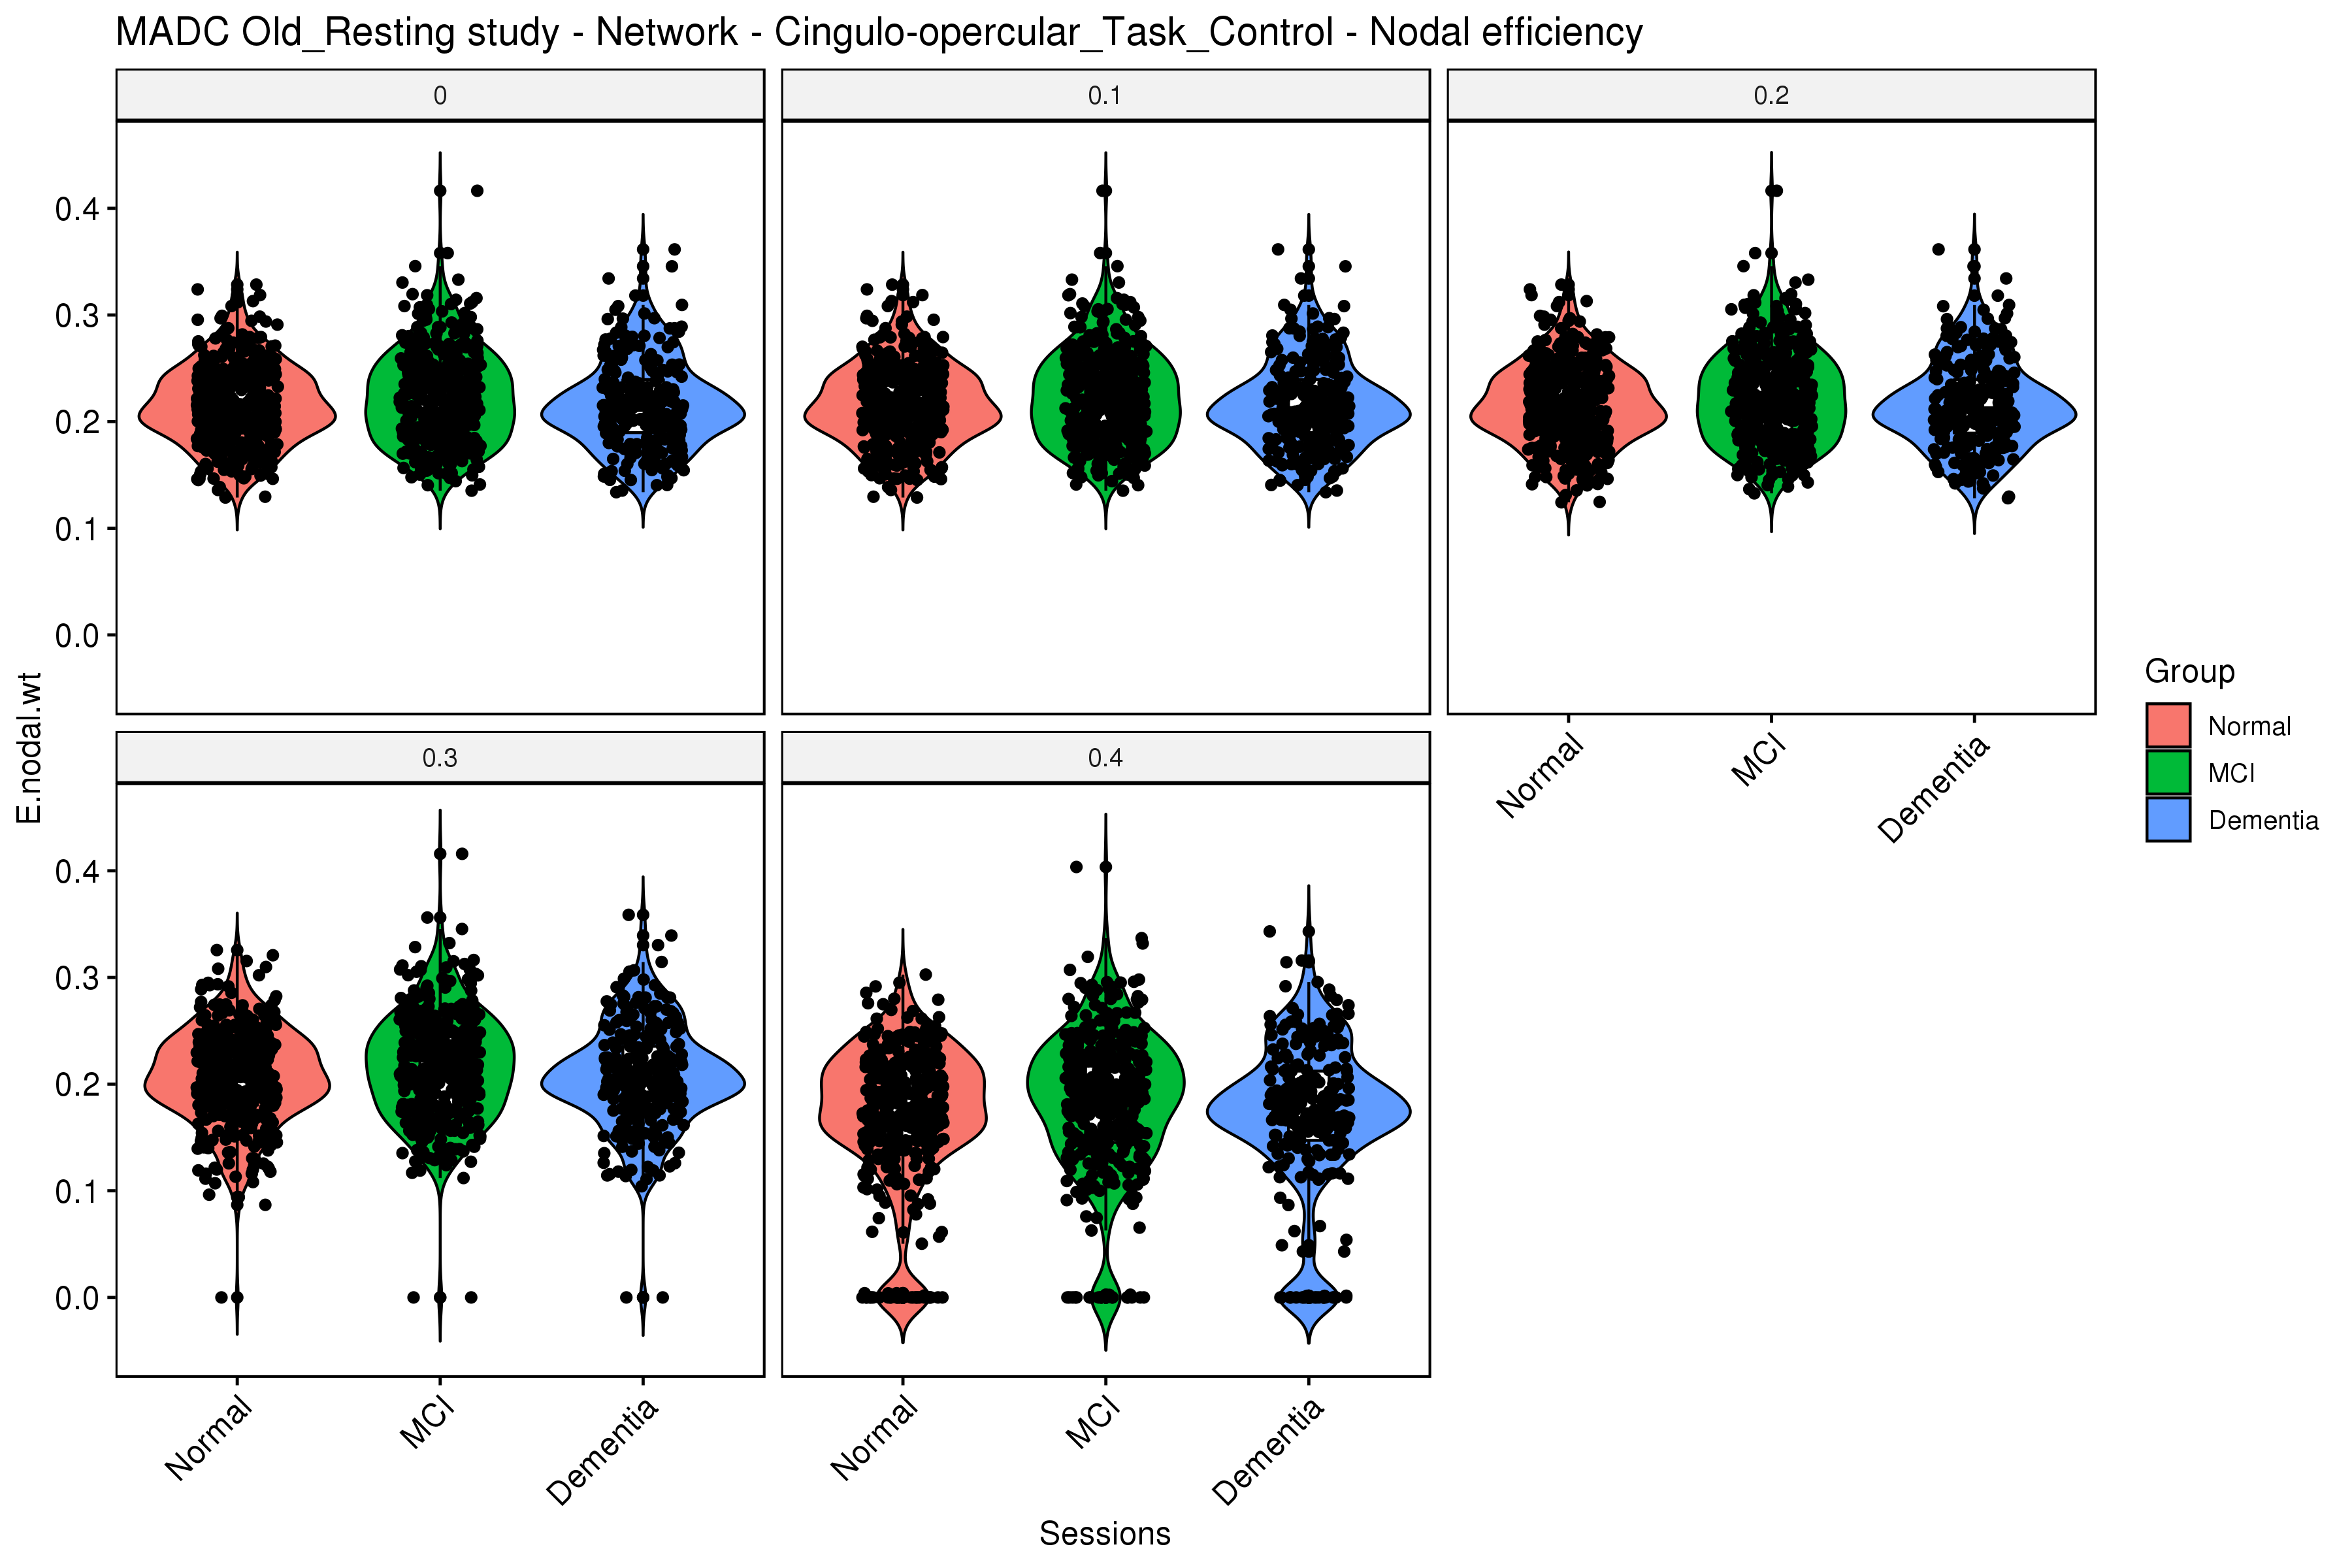 MADC Old_Resting study - Network - Cingulo-opercular_Task_Control - Nodal efficiency
0
0.1
0.2
0.4
0.3
0.2
0.1
0.0
Normal
MCI
Dementia
0.3
0.4
0.4
0.3
0.2
0.1
0.0
Normal
MCI
Dementia
Normal
MCI
Dementia
Sessions
E.nodal.wt
Group
Normal
MCI
Dementia